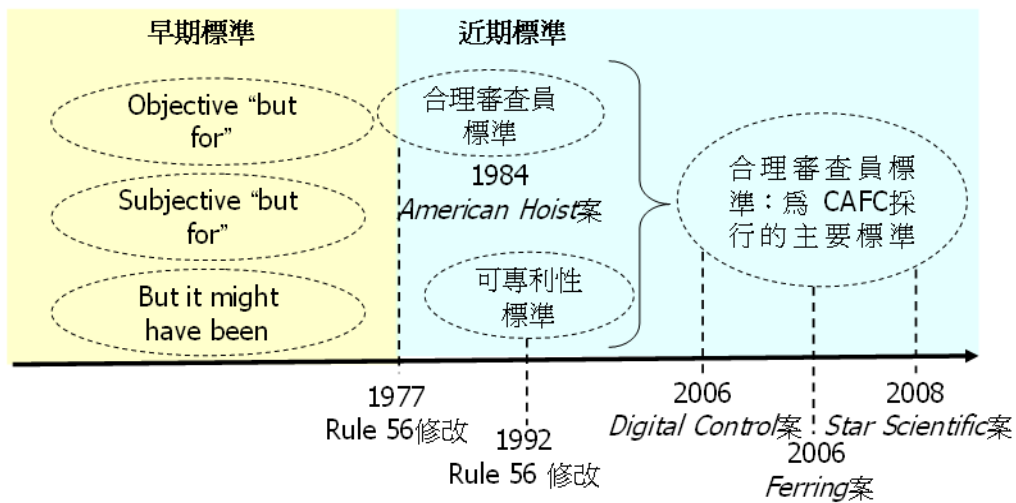 早期標準
近期標準
Objective “but
for”
Subjective “but
for”
But it might
have been
合理審查員
標準
1984
American Hoist案
可專利性
標準
合理審查員標
準：為 CAFC採
行的主要標準
1977
Rule 56修改
1992
Rule 56 修改
2006
Digital Control案
2006
Ferring案
2008
Star Scientific案